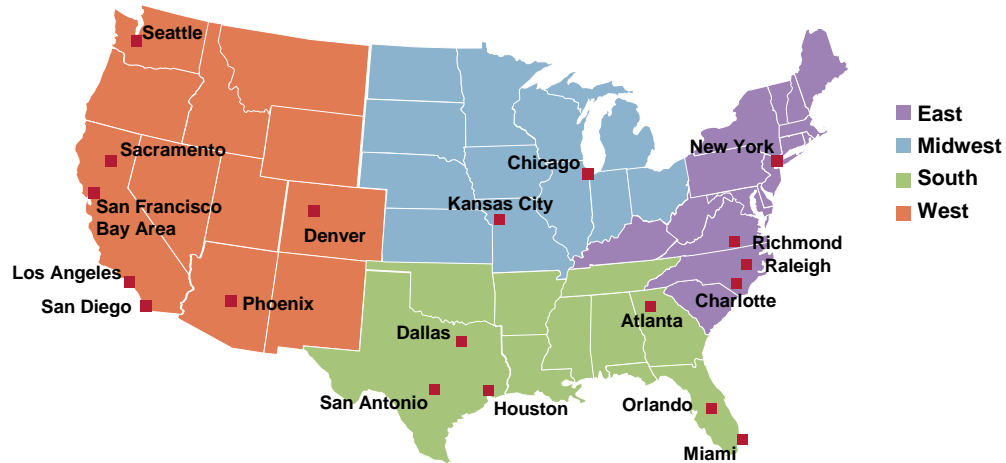 Seattle
East
New York
Midwest
Sacramento
Chicago
South
San Francisco
Bay Area
Kansas City
West
Denver
Richmond
Raleigh
Los Angeles
San Diego
Phoenix
Charlotte
Atlanta
Dallas
San Antonio
Houston
Orlando
Miami